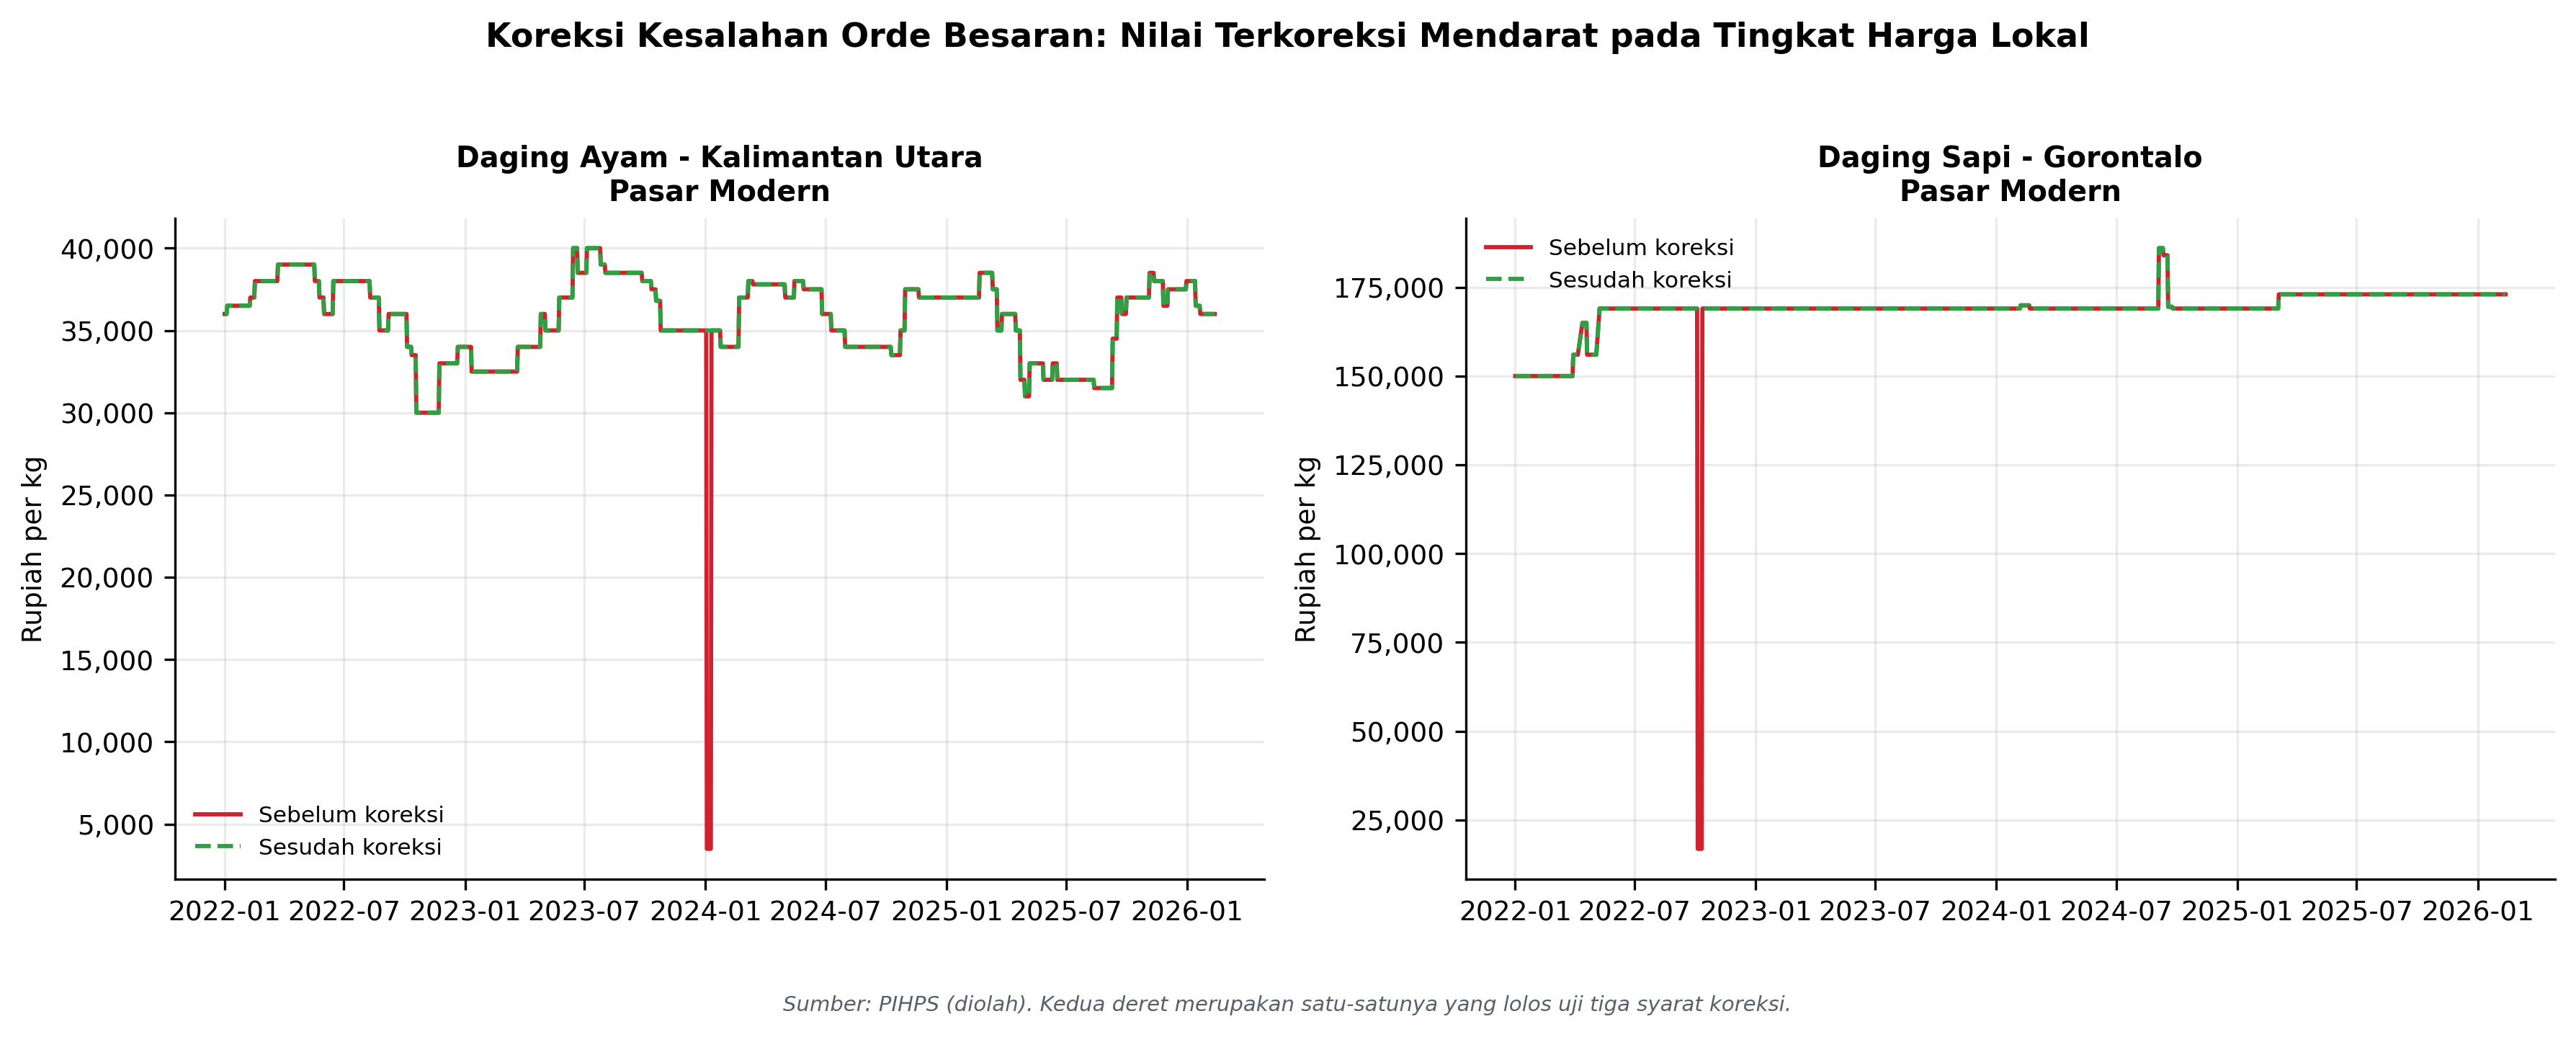 Koreksi Kesalahan Orde Besaran: Nilai Terkoreksi Mendarat pada Tingkat Harga Lokal
Daging Ayam - Kalimantan Utara
Pasar Modern
Rupiah per kg
40,000
35,000
30,000
25,000
20,000
15,000
10,000
5,000
Sebelum koreksi
Sesudah koreksi
2022-01 2022-07 2023-01 2023-07 2024-01 2024-07 2025-01 2025-07 2026-01
Daging Sapi - Gorontalo
Pasar Modern
Rupiah per kg
Sebelum koreksi
Sesudah koreksi
175,000
150,000
125,000
100,000
75,000
50,000
25,000
2022-01 2022-07 2023-01 2023-07 2024-01 2024-07 2025-01 2025-07 2026-01
Sumber: PIHPS (diolah). Kedua deret merupakan satu-satunya yang lolos uji tiga syarat koreksi.